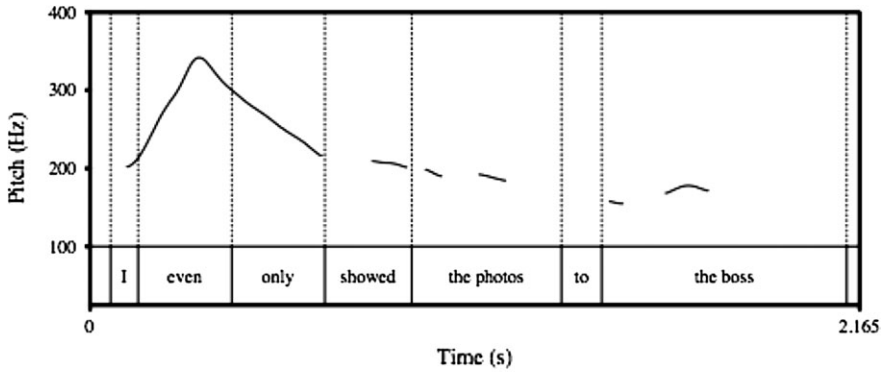 400
300
200
100
Pitch (Hz)
I even only showed the photos to the boss
0 2.165
Time (s)